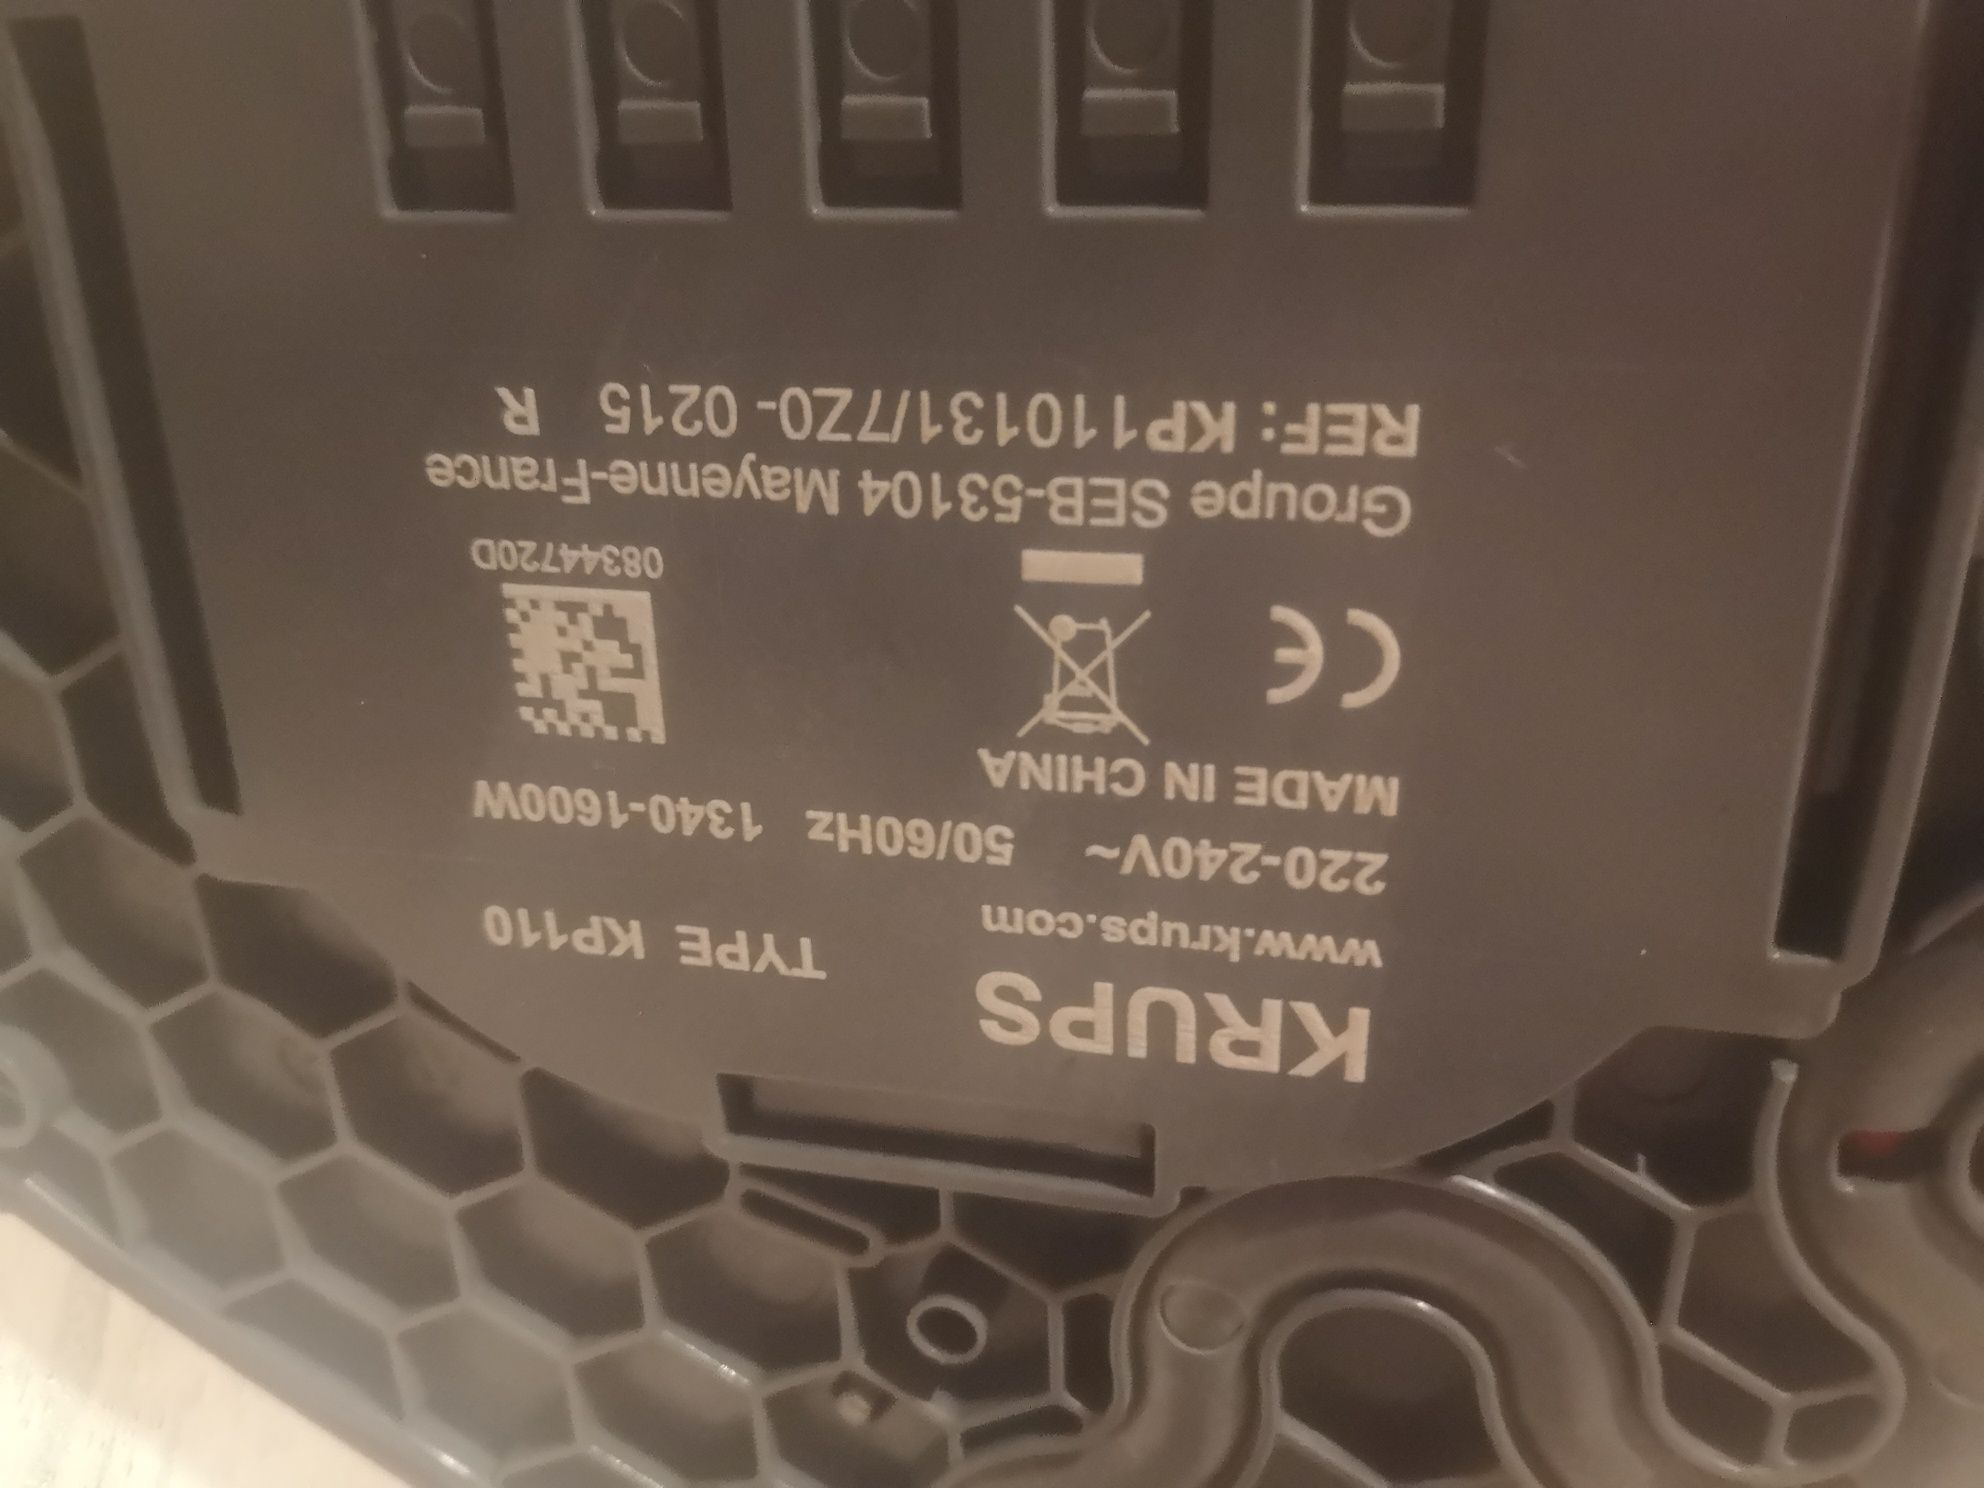 KRUPS
www.krups.com TYPE KP110
220-240V~ 50/60Hz 1340-1600W
MADE IN CHINA
CE
08344720D
Groupe SEB-53104 Mayenne-France
REF: KP110131/7Z0- 0215 R